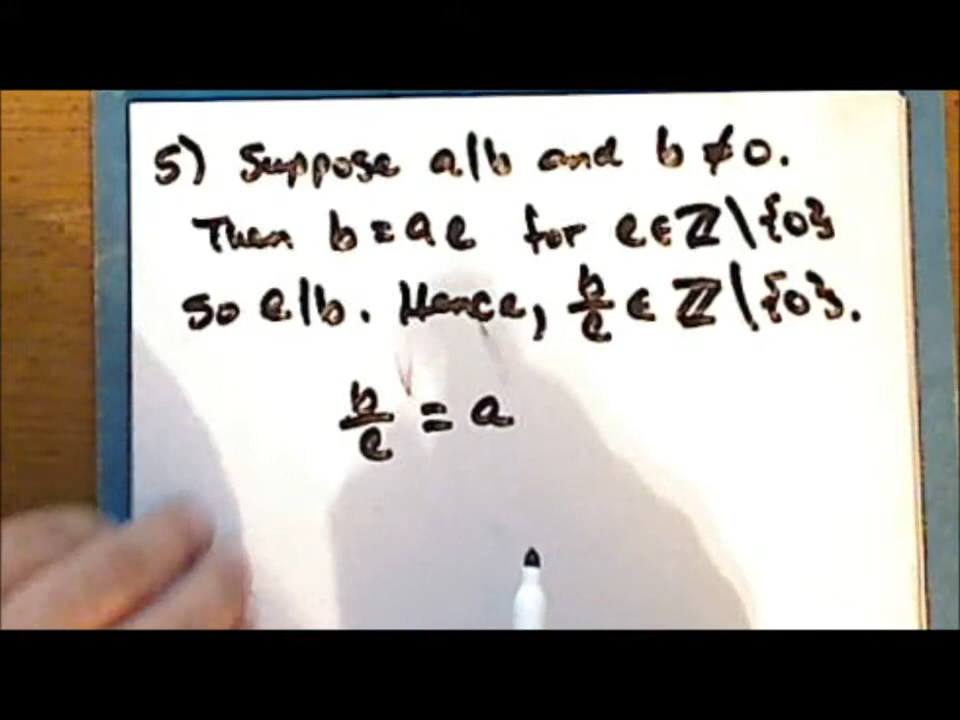 5) Suppose a|b and b≠0.
Then b=ae for e∈ℤ\{0}
so e|b. Hence, b/e ∈ ℤ\{0}.
b/e = a